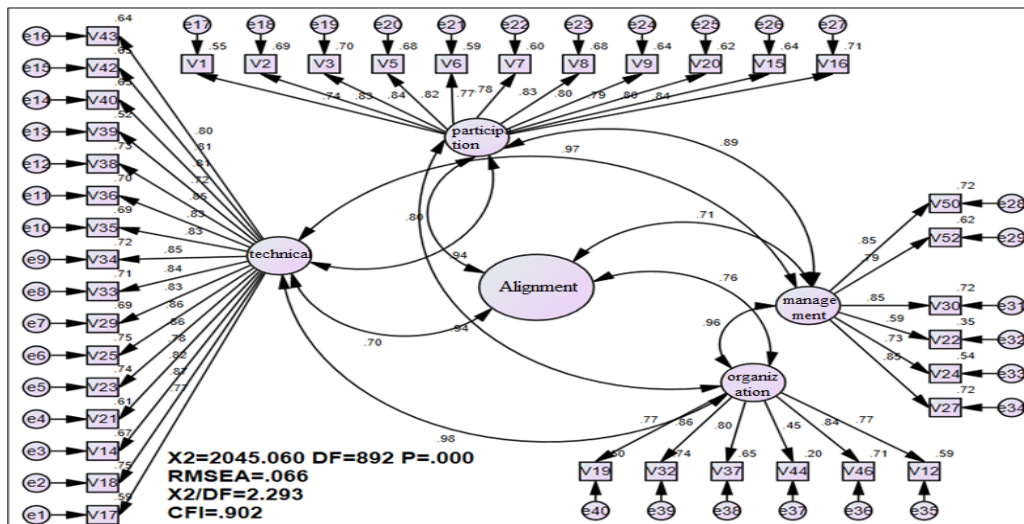 e17 e18 e19 e20 e21 e22 e23 e24 e25 e26 e27
.55 .69 .70 .68 .59 .60 .68 .64 .62 .64 .71
V1 V2 V3 V5 V6 V7 V8 V9 V20 V15 V16
.74 .83 .84 .82 .77 .78 .83 .80 .79 .80 .84
particip
tion
.64
e16 V43
e15 V42
e14 V40
.52
e13 V39
.73
e12 V38
.70
e11 V36
.69
e10 V35
.72
e9 V34
.71
e8 V33
.69
e7 V29
.75
e6 V25
.74
e5 V23
.61
e4 V21
.67
e3 V14
.75
e2 V18
.59
e1 V17
.80
.81
.81
.72
.85
.83
.83
.85
.84
.83
.86
.86
.78
.82
.87
.77
technical
.97
.89
.80
.94
.94
.70
.98
.71
.76
.96
Alignment
manage
ment
.85
.79
.85
.59
.73
.85
.72
V50 e28
.62
V52 e29
.72
V30 e31
.35
V22 e32
.54
V24 e33
.72
V27 e34
organiz
ation
.77 .86 .80 .45 .84 .77
.60 .74 .65 .20 .71 .59
V19 V32 V37 V44 V46 V12
e40 e39 e38 e37 e36 e35
X2=2045.060 DF=892 P=.000
RMSEA=.066
X2/DF=2.293
CFI=.902